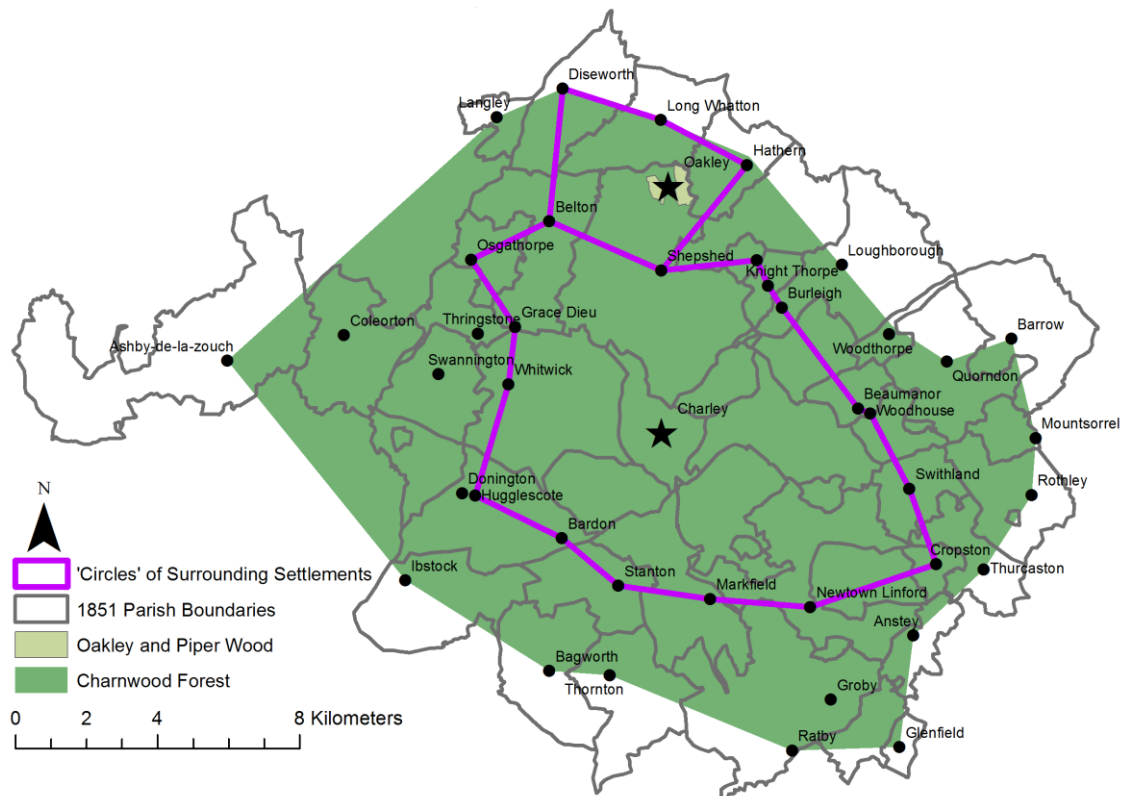 Diseworth
Langley
Long Whatton
Hathern
Oakley
Belton
Osgathorpe
Shepshed
Loughborough
Knight Thorpe
Burleigh
Coleorton
Thringstone
Grace Dieu
Woodthorpe
Barrow
Ashby-de-la-zouch
Swannington
Whitwick
Quorndon
Beaumanor
Woodhouse
Charley
Mountsorrel
Swithland
Rothley
Donington
Hugglescote
Bardon
Cropston
Thurcaston
Ibstock
Stanton
Markfield
Newtown Linford
Anstey
Bagworth
Thornton
Groby
Ratby
Glenfield
N
'Circles' of Surrounding Settlements
1851 Parish Boundaries
Oakley and Piper Wood
Charnwood Forest
0 2 4 8 Kilometers